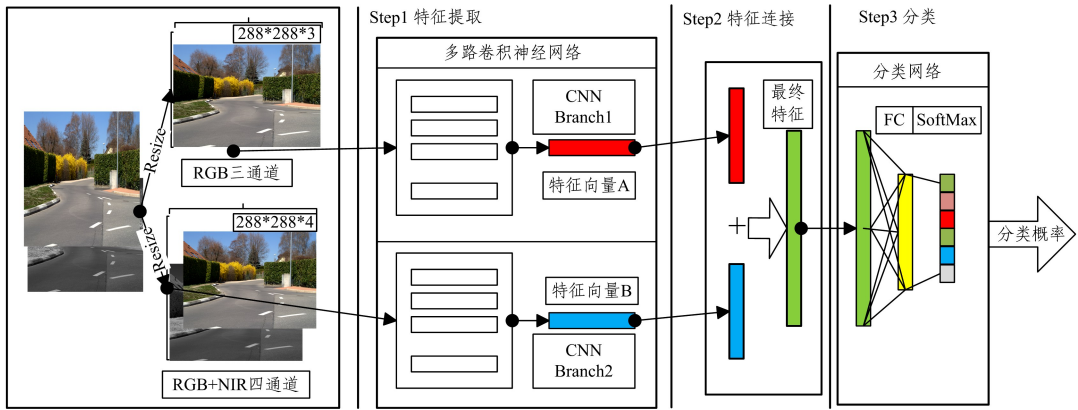 288*288*3
Resize
RGB三通道
288*288*4
Resize
RGB+NIR四通道
Step1 特征提取
多路卷积神经网络
CNN
Branch1
特征向量A
特征向量B
CNN
Branch2
Step2 特征连接
最终
特征
+
Step3 分类
分类网络
FC SoftMax
分类概率